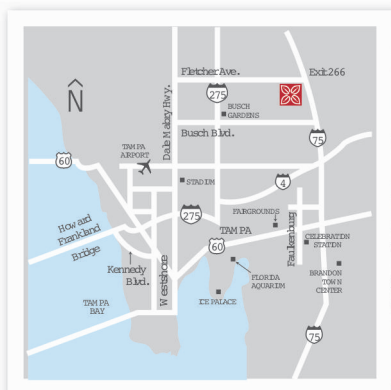 Fletcher Ave.
Exit 266
N
275
Dale Mabry Hwy.
BUSCH
GARDENS
Busch Blvd.
75
TAMPA
AIRPORT
60
STADIUM
4
Howard
Frankland
Bridge
275
FAIRGROUNDS
TAMPA
60
Faulkenburg
CELEBRATION
STATION
Kennedy
Blvd.
Westshore
FLORIDA
AQUARIUM
BRANDON
TOWN
CENTER
ICE PALACE
TAMPA
BAY
75